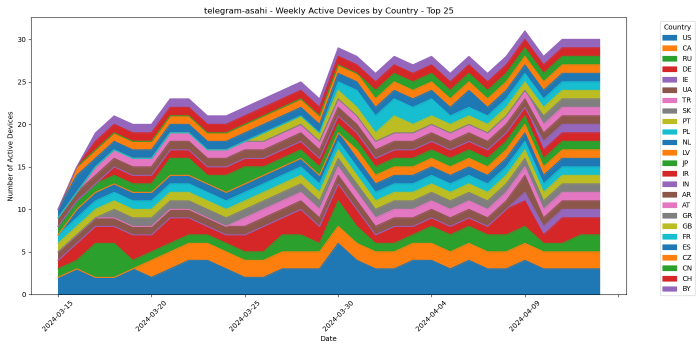 telegram-asahi - Weekly Active Devices by Country - Top 25
Number of Active Devices
30
25
20
15
10
5
0
2024-03-15
2024-03-20
2024-03-25
2024-03-30
2024-04-04
2024-04-09
Date
Country
US
CA
RU
DE
IE
UA
TR
SK
PT
PL
NL
LV
JP
IR
IN
AR
AT
GR
GB
FR
ES
CZ
CN
CH
BY